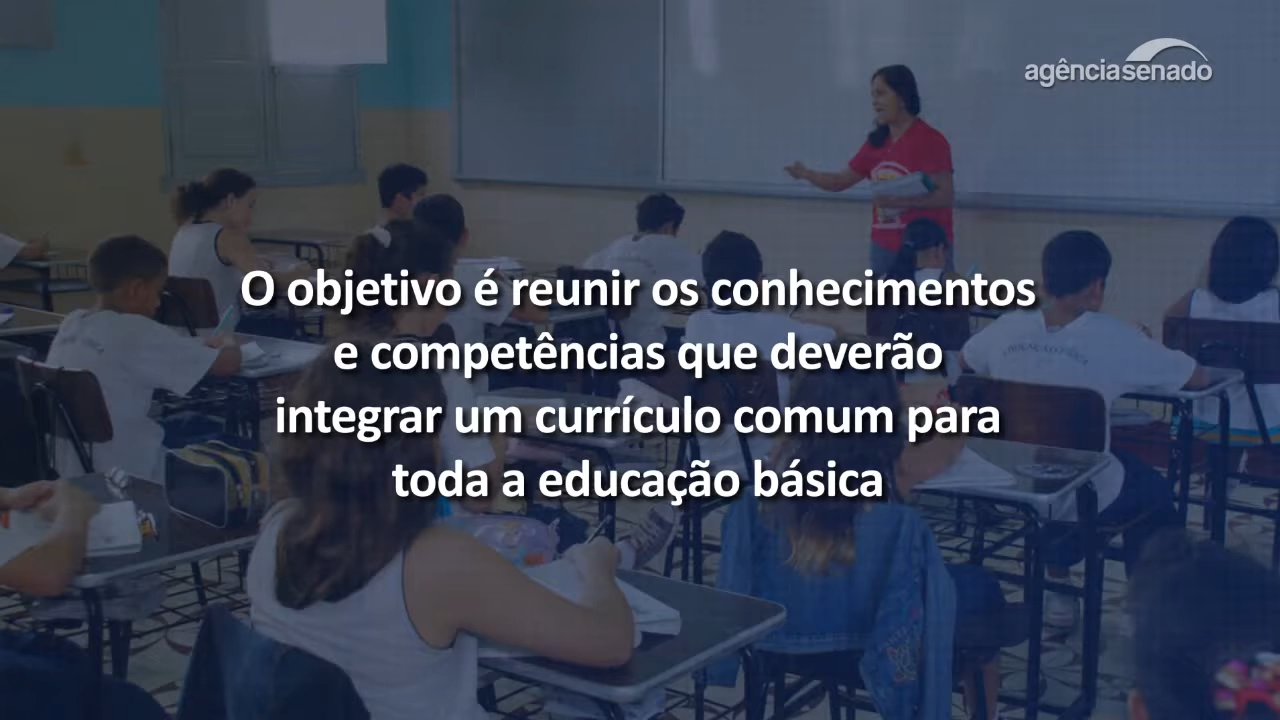 agênciasenado
O objetivo é reunir os conhecimentos
e competências que deverão
integrar um currículo comum para
toda a educação básica